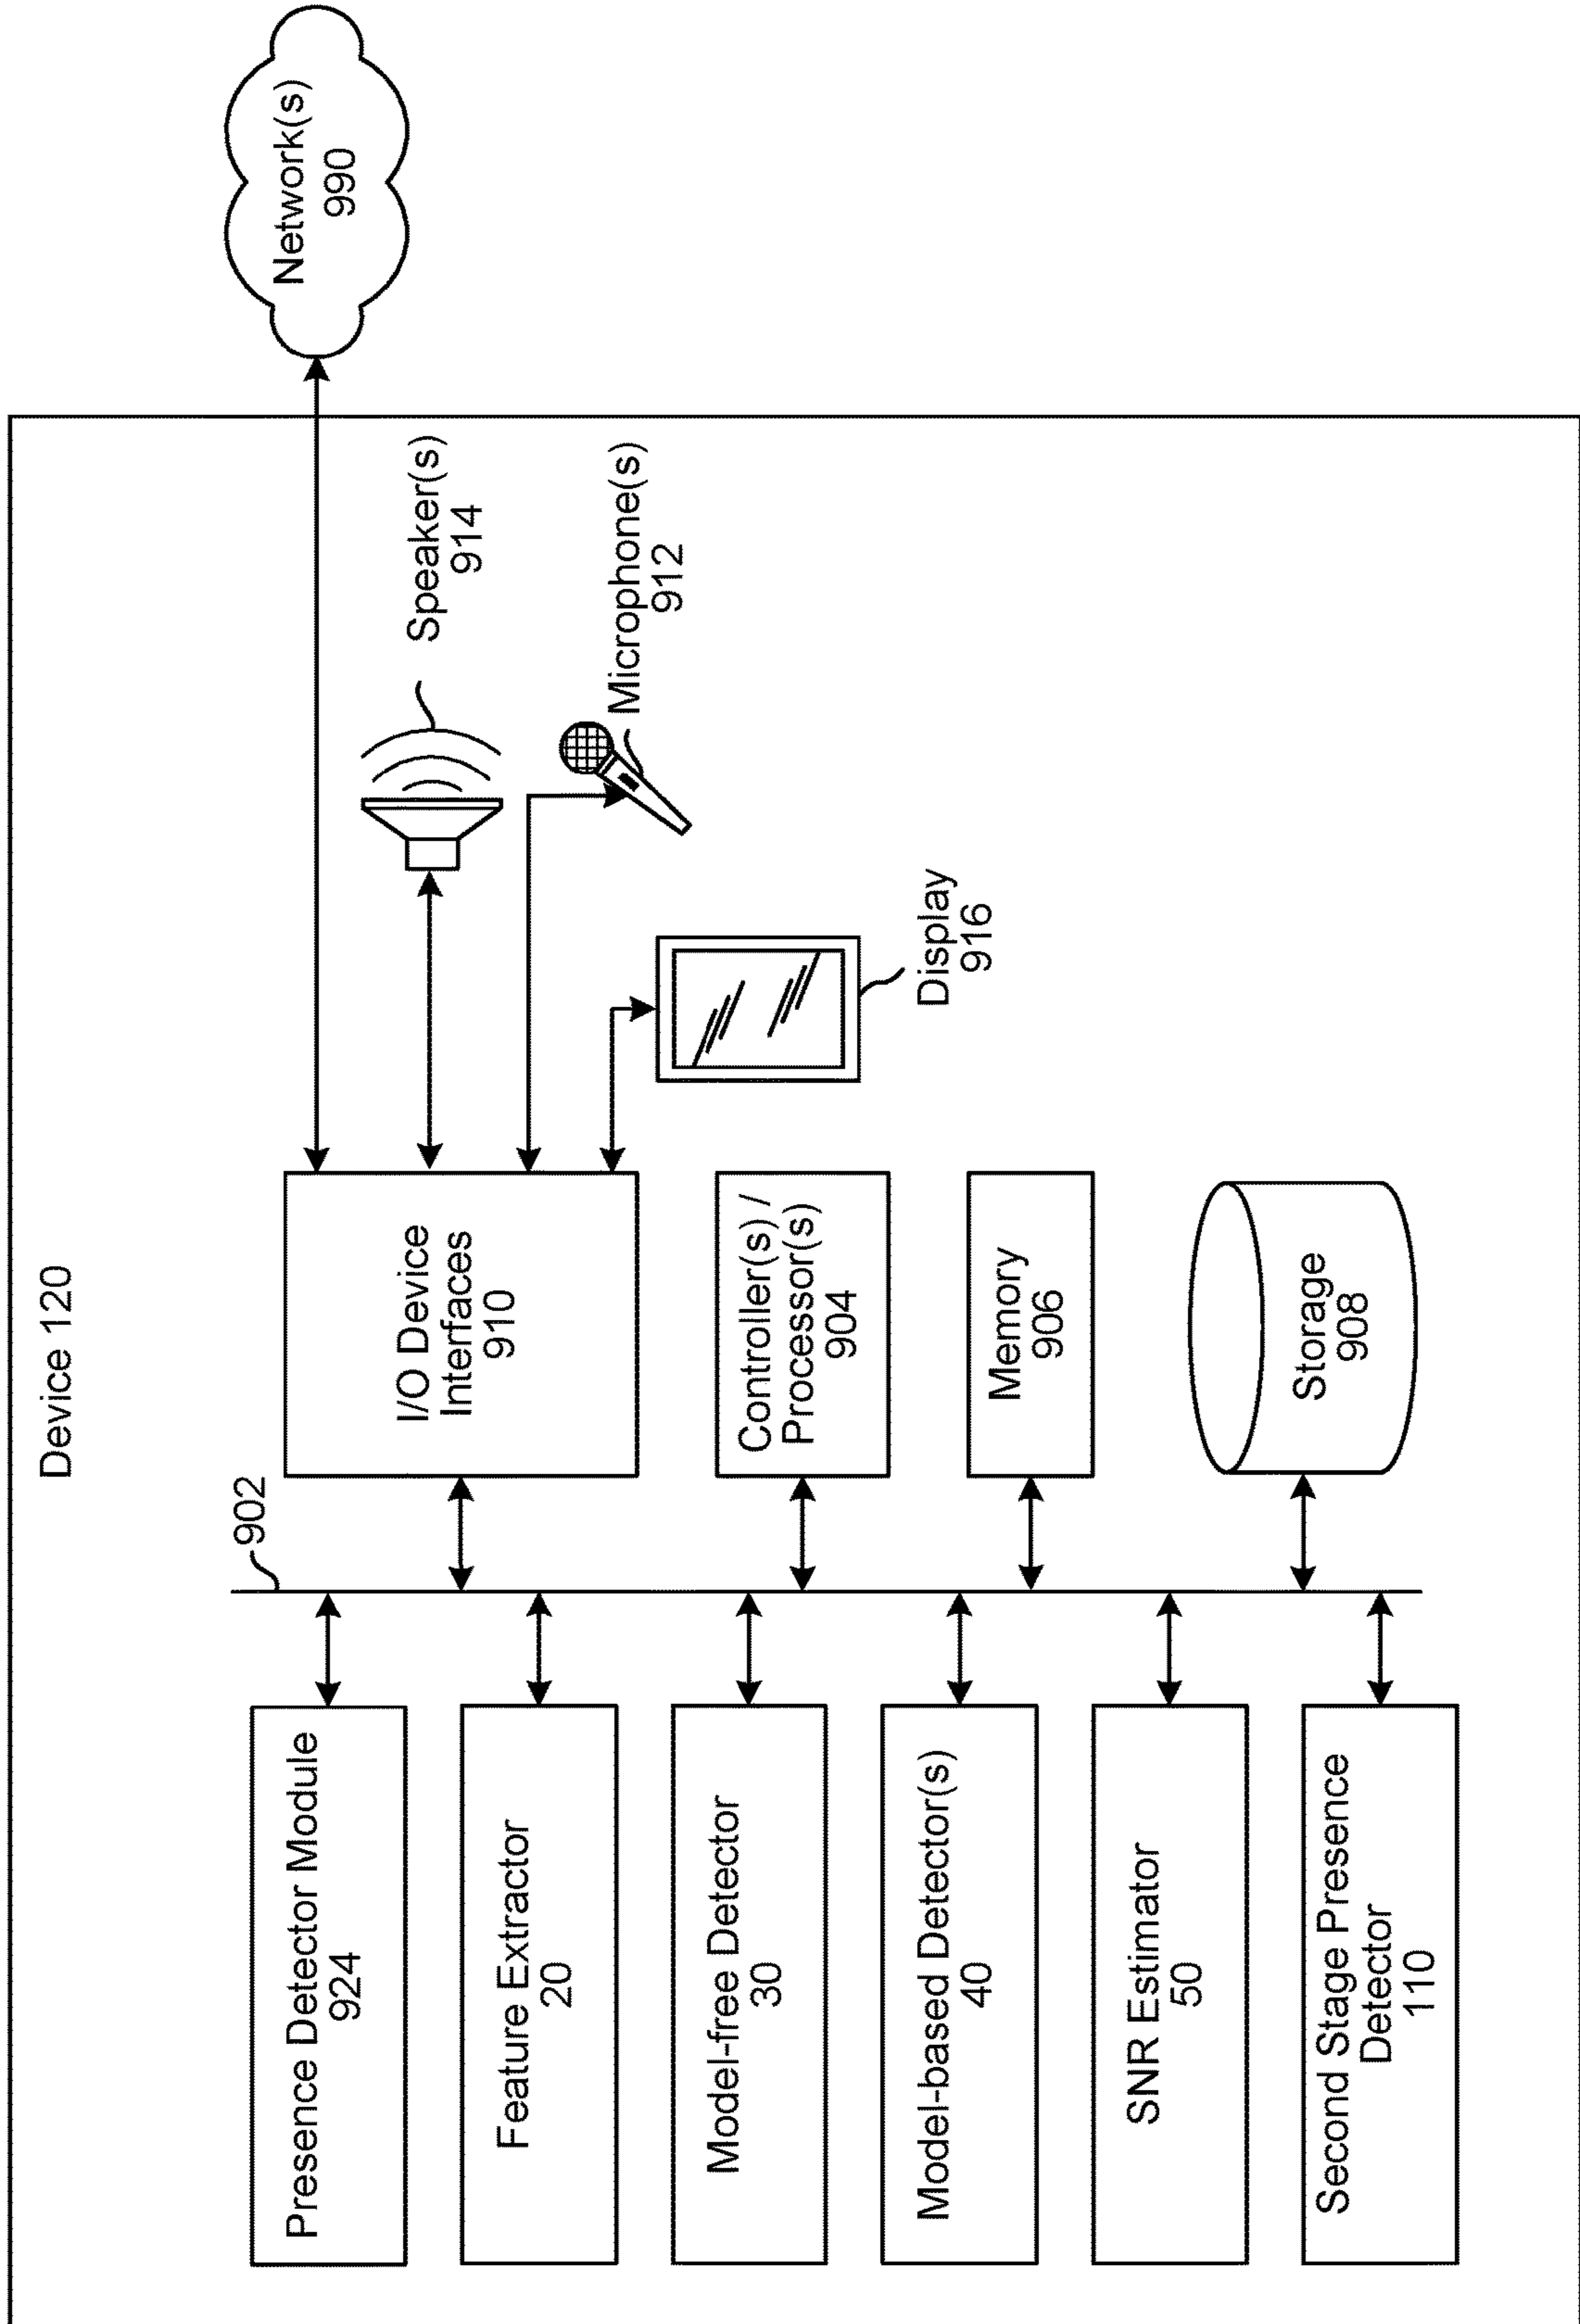 Device 120
902
Presence Detector Module
924
Feature Extractor
20
Model-free Detector
30
Model-based Detector(s)
40
SNR Estimator
50
Second Stage Presence
Detector
110
I/O Device
Interfaces
910
Controller(s) /
Processor(s)
904
Memory
906
Storage
908
Network(s)
990
Speaker(s)
914
Microphone(s)
912
Display
916